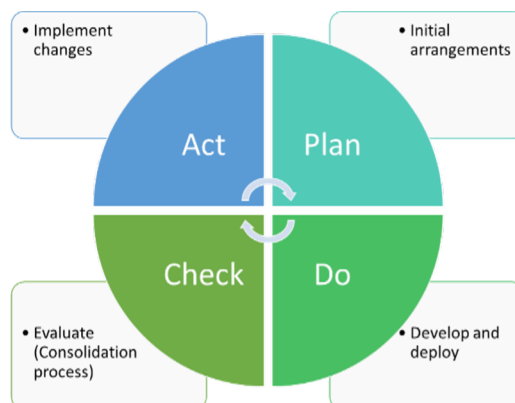 • Implement
changes
• Initial
arrangements
Act
Plan
Check
Do
• Evaluate
(Consolidation
process)
• Develop and
deploy